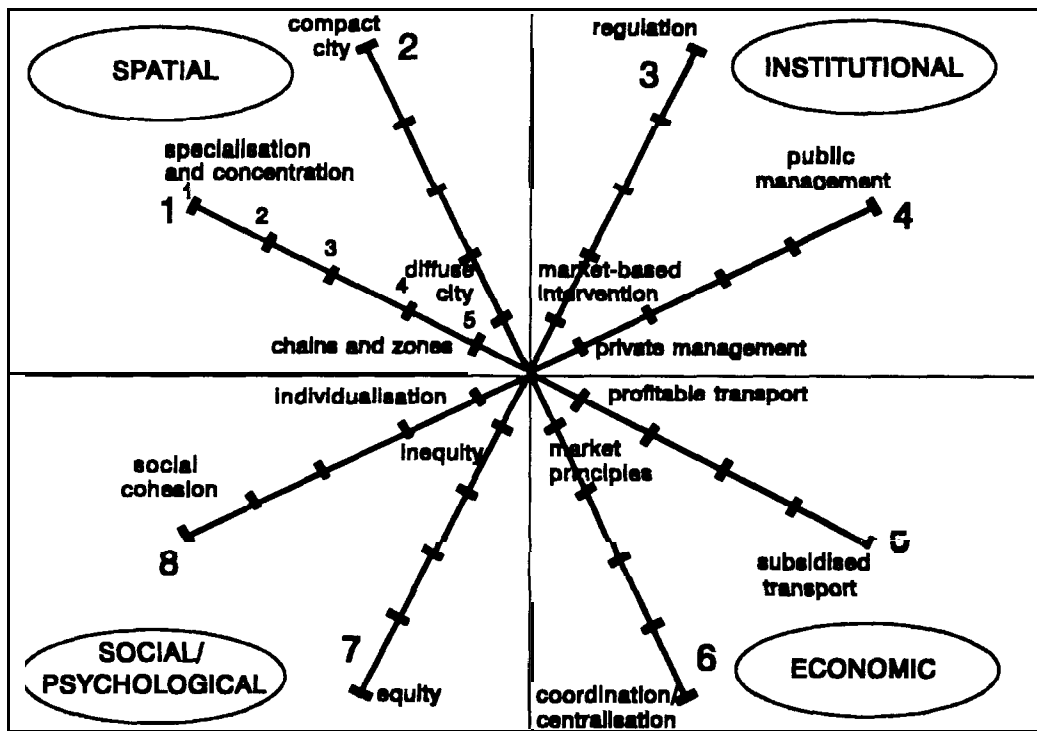 SPATIAL
compact
city
2
specialisation
and concentration
1
1
2
3
4
5
diffuse
city
chains and zones
regulation
3
INSTITUTIONAL
public
management
4
market-based
intervention
private management
individualisation
inequity
social
cohesion
8
7
equity
SOCIAL/
PSYCHOLOGICAL
profitable transport
market
principles
subsidised
transport
6
coordination/
centralisation
ECONOMIC